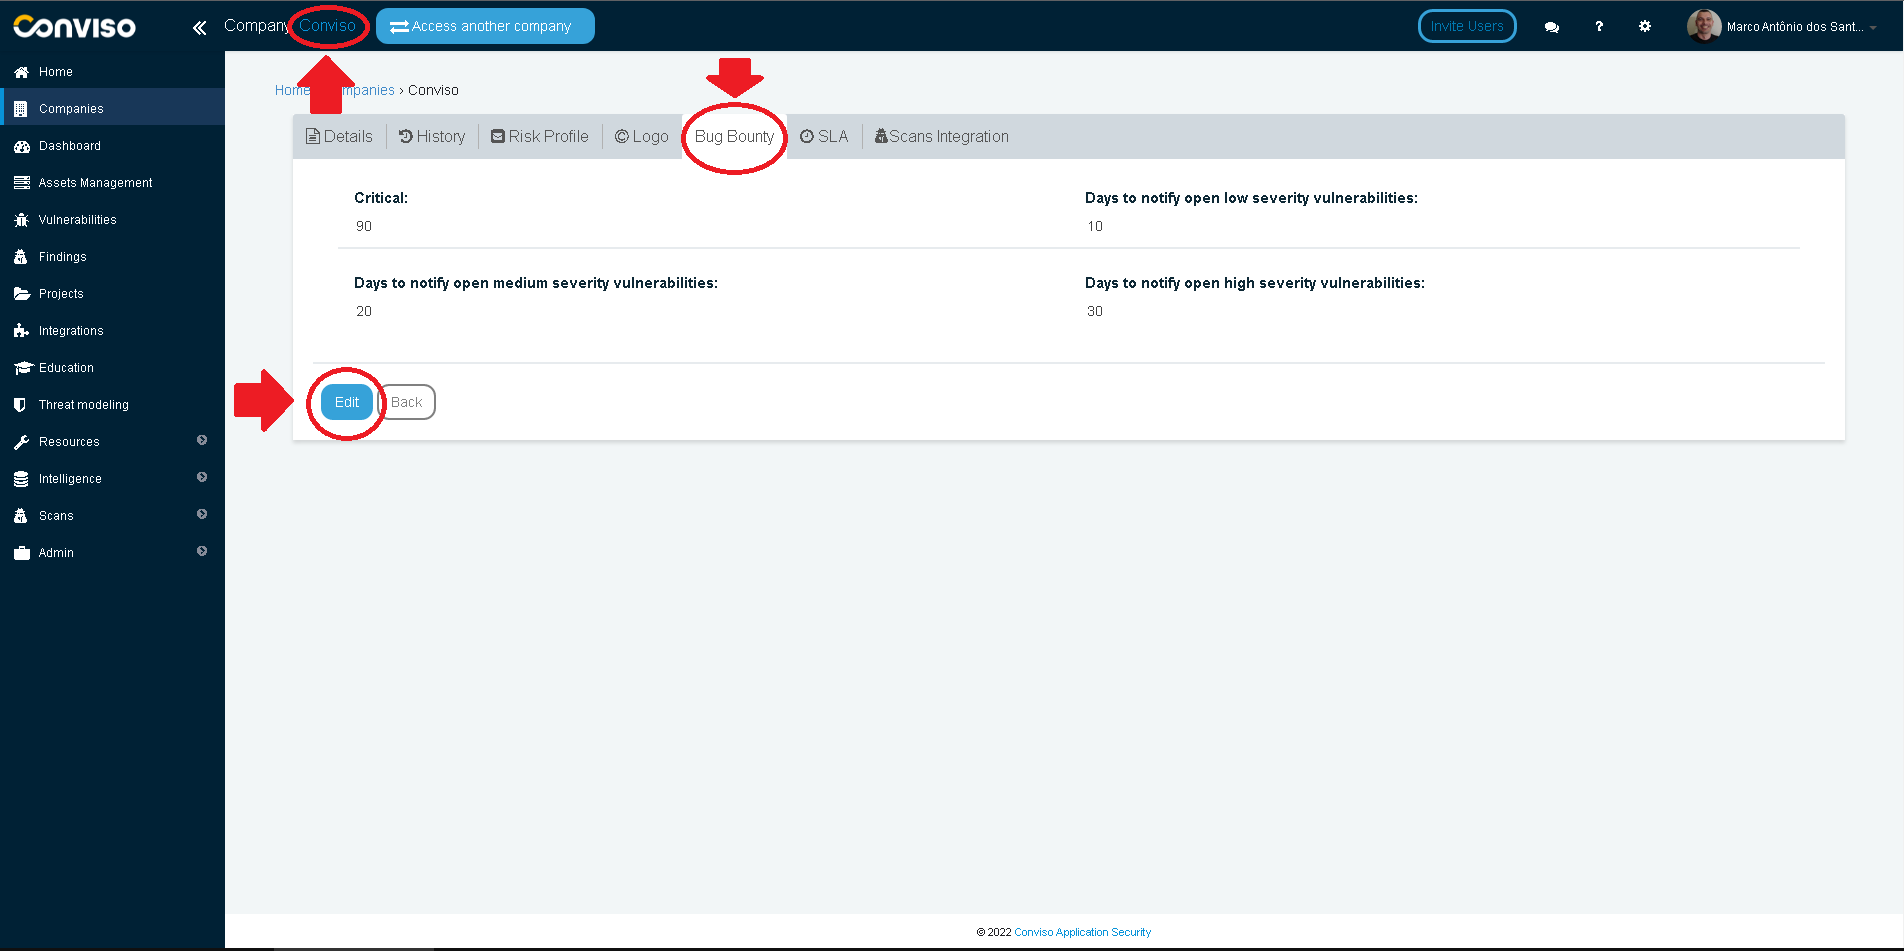 Conviso
Company Conviso
Access another company
Invite Users
?
Marco Antônio dos Sant...
Home
Companies
Dashboard
Assets Management
Vulnerabilities
Findings
Projects
Integrations
Education
Threat modeling
Resources
Intelligence
Scans
Admin
Home mpanies › Conviso
Details
History
Risk Profile
Logo
Bug Bounty
SLA
Scans Integration
Critical:
90
Days to notify open low severity vulnerabilities:
10
Days to notify open medium severity vulnerabilities:
20
Days to notify open high severity vulnerabilities:
30
Edit
Back
© 2022 Conviso Application Security